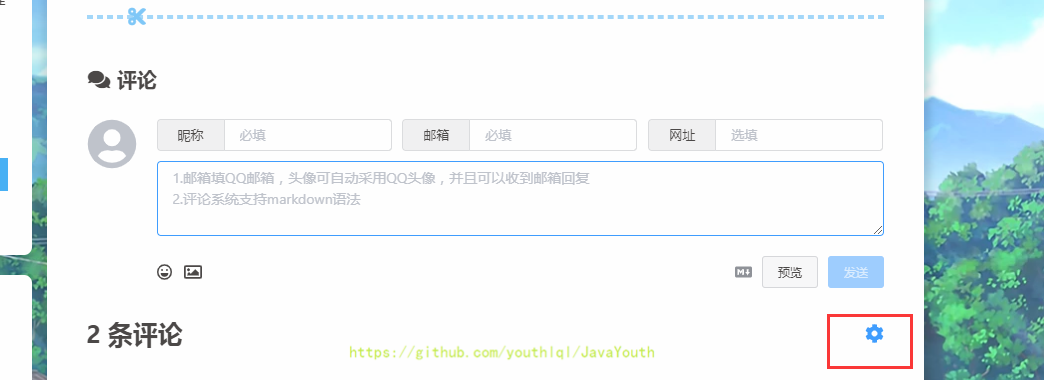 评论
昵称 必填 邮箱 必填 网址 选填
1.邮箱填QQ邮箱，头像可自动采用QQ头像，并且可以收到邮箱回复
2.评论系统支持markdown语法
预览 发送
2 条评论
https://github.com/youthlql/JavaYouth